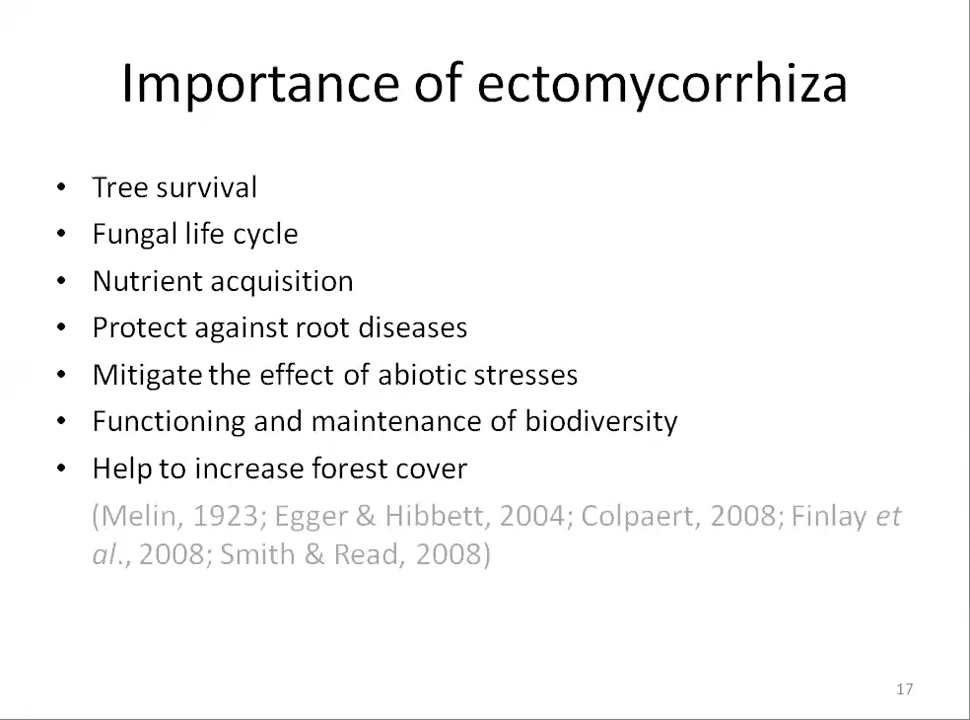 Importance of ectomycorrhiza
• Tree survival
• Fungal life cycle
• Nutrient acquisition
• Protect against root diseases
• Mitigate the effect of abiotic stresses
• Functioning and maintenance of biodiversity
• Help to increase forest cover
(Melin, 1923; Egger & Hibbett, 2004; Colpaert, 2008; Finlay et
al., 2008; Smith & Read, 2008)
17